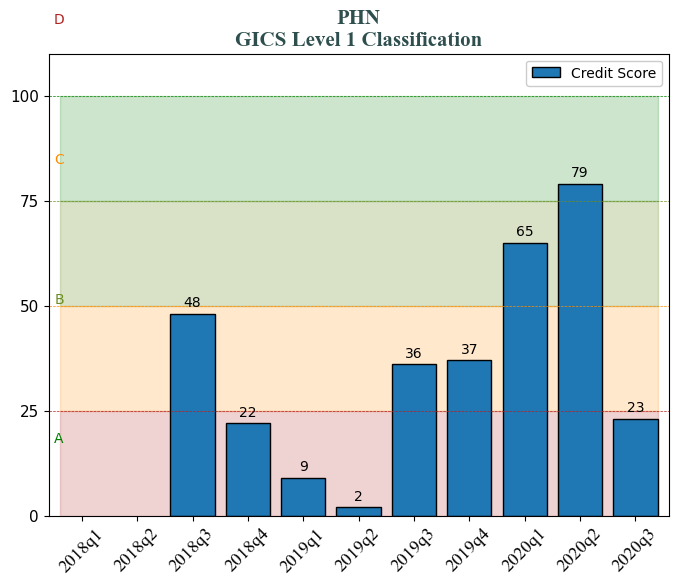 D
PHN
GICS Level 1 Classification
Credit Score
100
C
79
75
65
B
50
48
36
37
25
22
23
A
9
2
0
2018q1
2018q2
2018q3
2018q4
2019q1
2019q2
2019q3
2019q4
2020q1
2020q2
2020q3